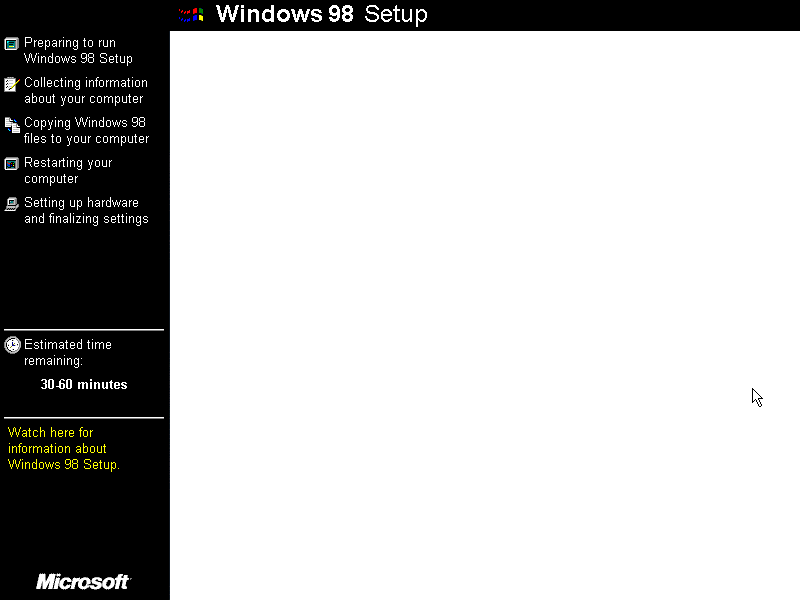 Windows 98 Setup
Preparing to run
Windows 98 Setup
Collecting information
about your computer
Copying Windows 98
files to your computer
Restarting your
computer
Setting up hardware
and finalizing settings
Estimated time
remaining:
30-60 minutes
Watch here for
information about
Windows 98 Setup.
Microsoft